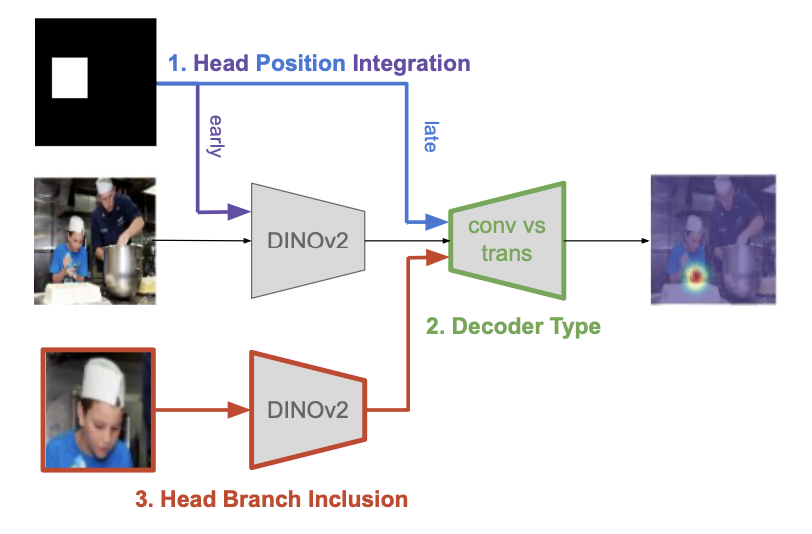 1. Head Position Integration
early
late
DINOv2
conv vs
trans
2. Decoder Type
DINOv2
3. Head Branch Inclusion